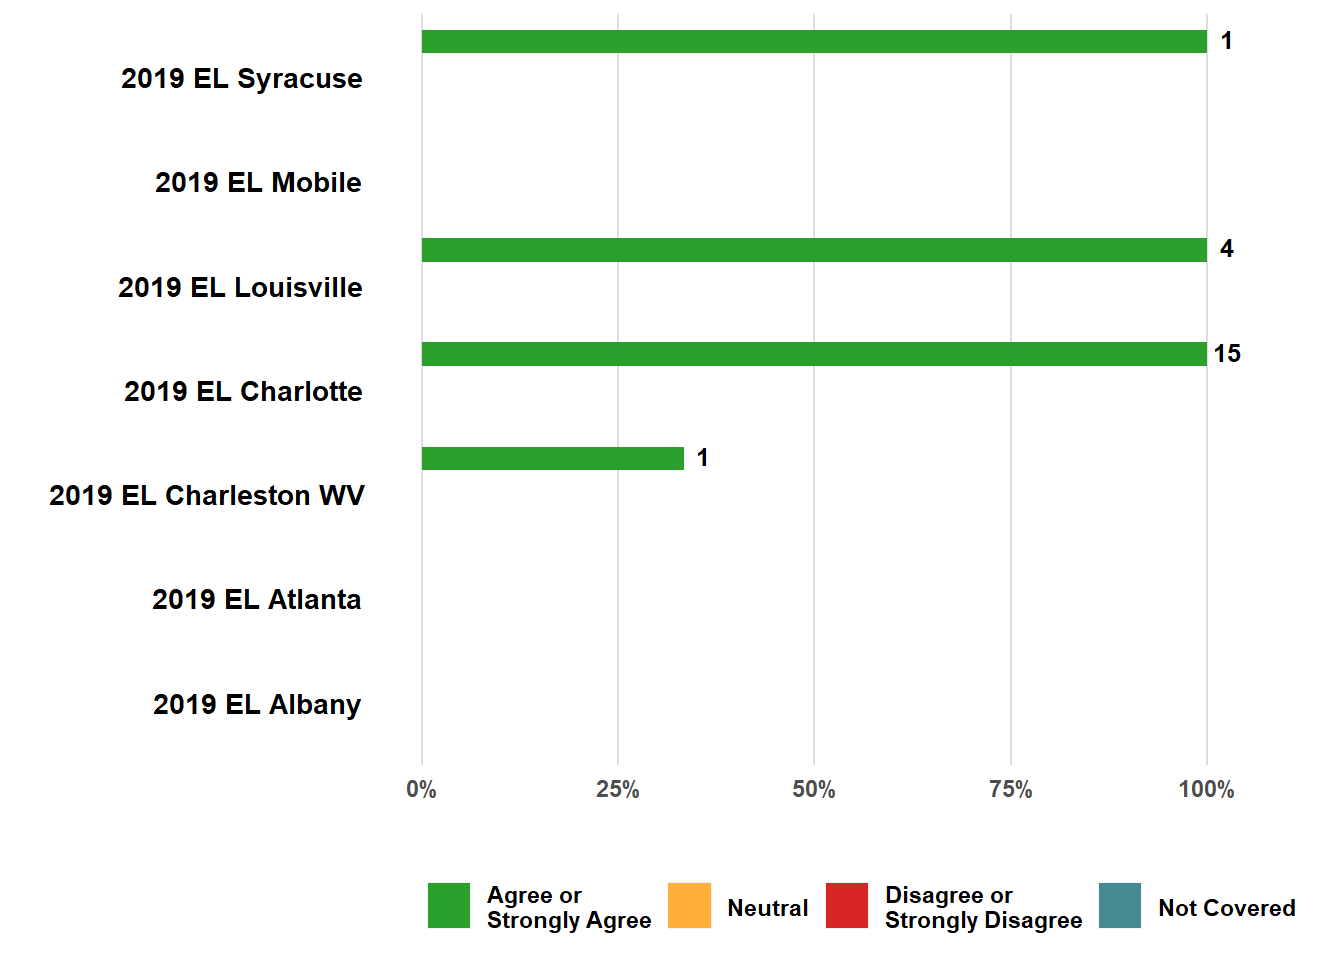 1
2019 EL Syracuse
2019 EL Mobile
4
2019 EL Louisville
15
2019 EL Charlotte
1
2019 EL Charleston WV
2019 EL Atlanta
2019 EL Albany
0% 25% 50% 75% 100%
Agree or
Strongly Agree
Neutral
Disagree or
Strongly Disagree
Not Covered